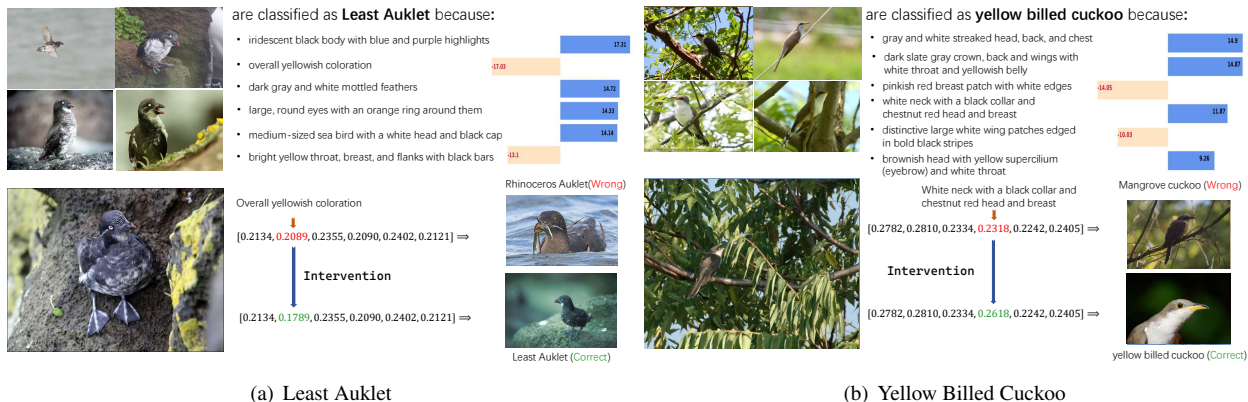 are classified as Least Auklet because:
• iridescent black body with blue and purple highlights
17.31
• overall yellowish coloration
-17.03
• dark gray and white mottled feathers
14.72
• large, round eyes with an orange ring around them
14.33
• medium-sized sea bird with a white head and black cap
14.14
• bright yellow throat, breast, and flanks with black bars
-13.1
Rhinoceros Auklet(Wrong)
Overall yellowish coloration
[0.2134, 0.2089, 0.2355, 0.2090, 0.2402, 0.2121] ⟹
Intervention
[0.2134, 0.1789, 0.2355, 0.2090, 0.2402, 0.2121] ⟹
Least Auklet (Correct)
(a) Least Auklet
are classified as yellow billed cuckoo because:
• gray and white streaked head, back, and chest
14.9
• dark slate gray crown, back and wings with
white throat and yellowish belly
14.87
• pinkish red breast patch with white edges
-14.05
• white neck with a black collar and
chestnut red head and breast
11.87
• distinctive large white wing patches edged
in bold black stripes
-10.03
• brownish head with yellow supercilium
(eyebrow) and white throat
9.26
Mangrove cuckoo (Wrong)
White neck with a black collar and
chestnut red head and breast
[0.2782, 0.2810, 0.2334, 0.2318, 0.2242, 0.2405] ⟹
Intervention
[0.2782, 0.2810, 0.2334, 0.2618, 0.2242, 0.2405] ⟹
yellow billed cuckoo (Correct)
(b) Yellow Billed Cuckoo